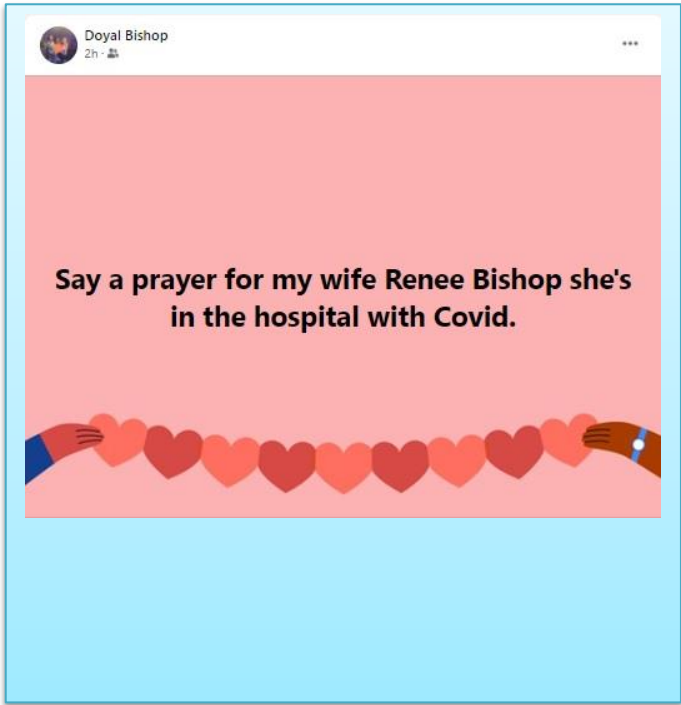 Doyal Bishop
2h ·
Say a prayer for my wife Renee Bishop she's
in the hospital with Covid.